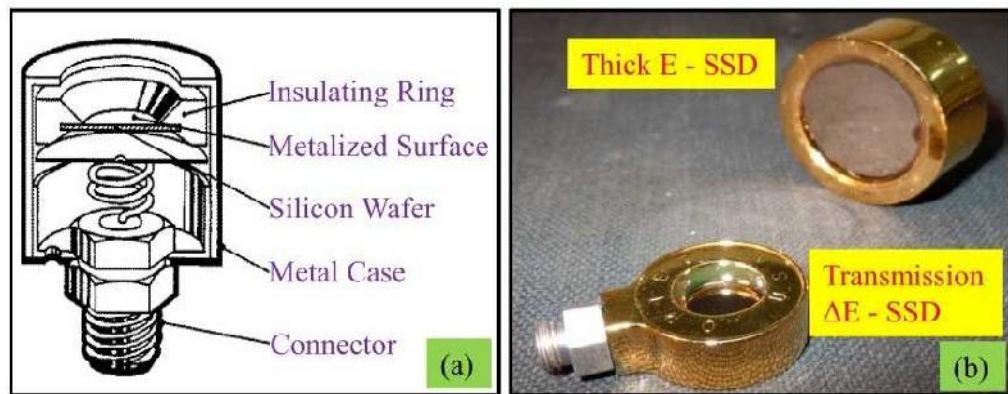 Insulating Ring
Metalized Surface
Silicon Wafer
Metal Case
Connector
(a)
Thick E - SSD
Transmission
ΔE - SSD
(b)